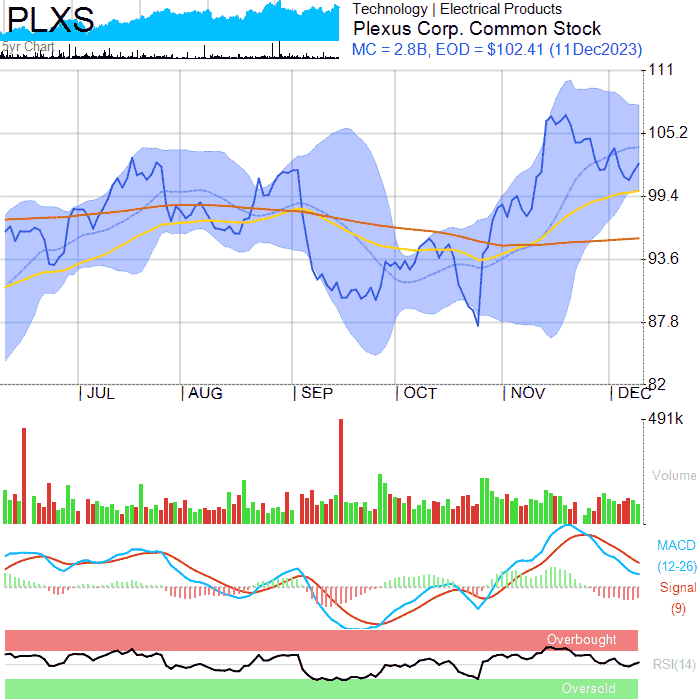 PLXS
5yr Chart
Technology | Electrical Products
Plexus Corp. Common Stock
MC = 2.8B, EOD = $102.41 (11Dec2023)
111
105.2
99.4
93.6
87.8
82
| JUL
| AUG
| SEP
| OCT
| NOV
| DEC
491k
Volume
MACD
(12-26)
Signal
(9)
Overbought
RSI(14)
Oversold